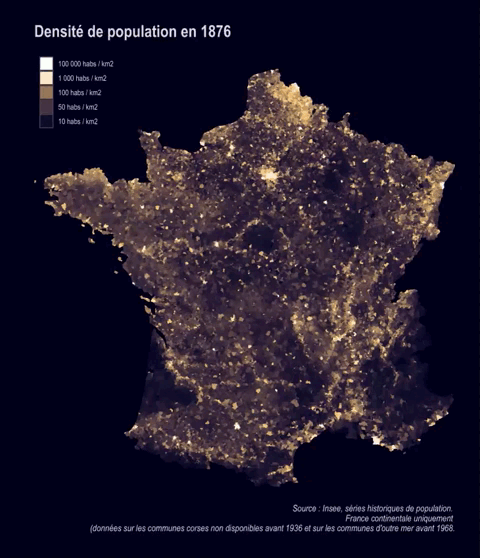 Densité de population en 1876
100 000 habs / km2
1 000 habs / km2
100 habs / km2
50 habs / km2
10 habs / km2
Source : Insee, séries historiques de population.
France continentale uniquement
(données sur les communes corses non disponibles avant 1936 et sur les communes d'outre mer avant 1968.